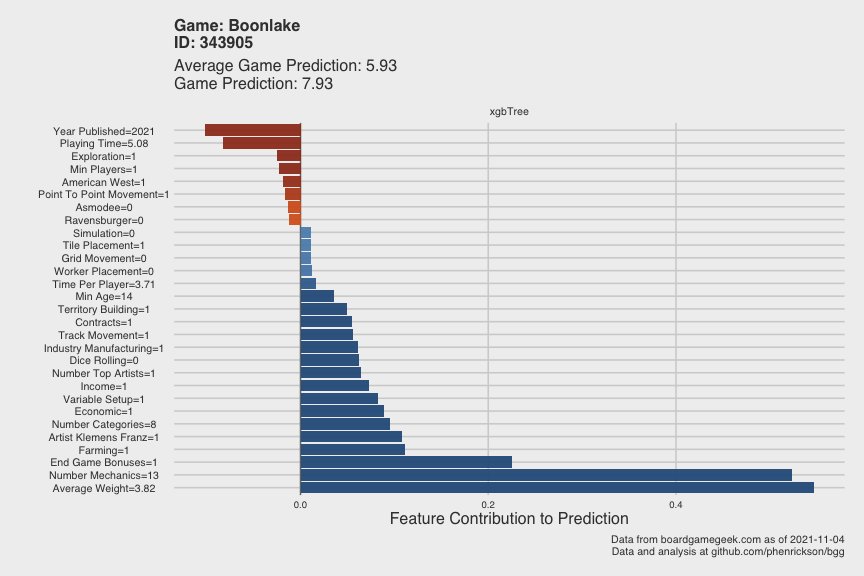 Game: Boonlake
ID: 343905
Average Game Prediction: 5.93
Game Prediction: 7.93
xgbTree
Year Published=2021
Playing Time=5.08
Exploration=1
Min Players=1
American West=1
Point To Point Movement=1
Asmodee=0
Ravensburger=0
Simulation=0
Tile Placement=1
Grid Movement=0
Worker Placement=0
Time Per Player=3.71
Min Age=14
Territory Building=1
Contracts=1
Track Movement=1
Industry Manufacturing=1
Dice Rolling=0
Number Top Artists=1
Income=1
Variable Setup=1
Economic=1
Number Categories=8
Artist Klemens Franz=1
Farming=1
End Game Bonuses=1
Number Mechanics=13
Average Weight=3.82
0.0 0.2 0.4
Feature Contribution to Prediction
Data from boardgamegeek.com as of 2021-11-04
Data and analysis at github.com/phenrickson/bgg